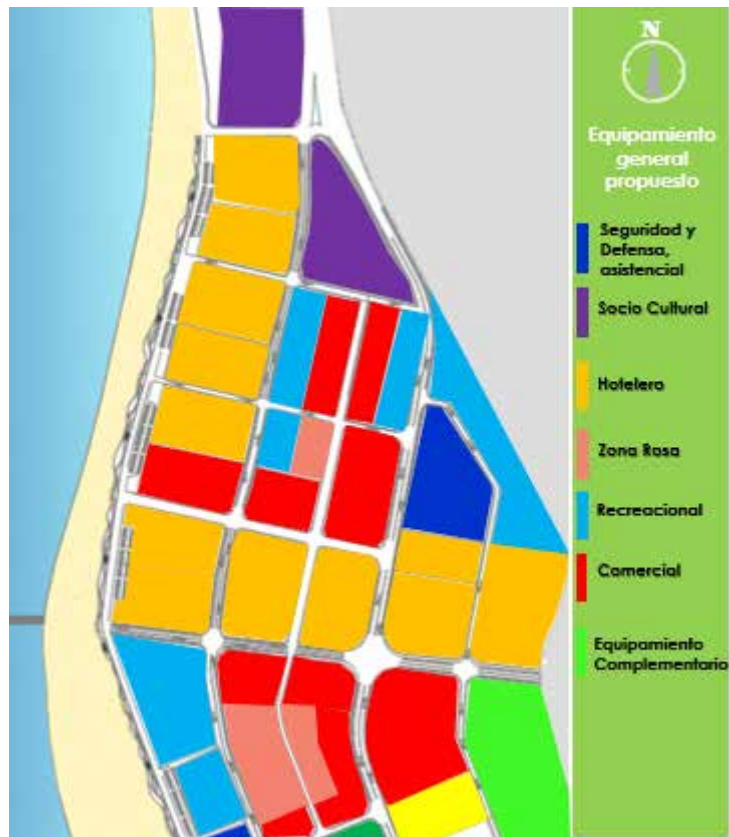 N
Equipamiento
general
propuesto
Seguridad y
Defensa,
asistencial
Socio Cultural
Hotelero
Zona Rosa
Recreacional
Comercial
Equipamiento
Complementario